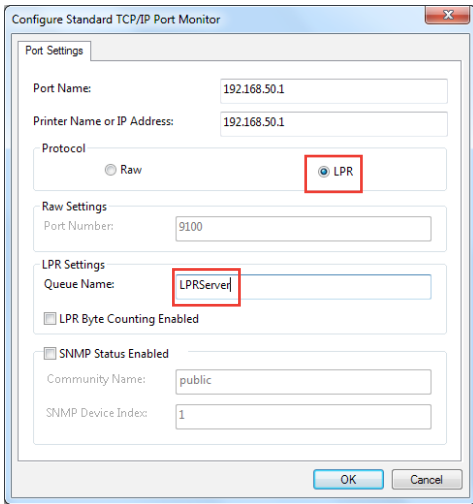 Configure Standard TCP/IP Port Monitor
Port Settings
Port Name: 192.168.50.1
Printer Name or IP Address: 192.168.50.1
Protocol
Raw LPR
Raw Settings
Port Number: 9100
LPR Settings
Queue Name: LPRServer
LPR Byte Counting Enabled
SNMP Status Enabled
Community Name: public
SNMP Device Index: 1
OK Cancel